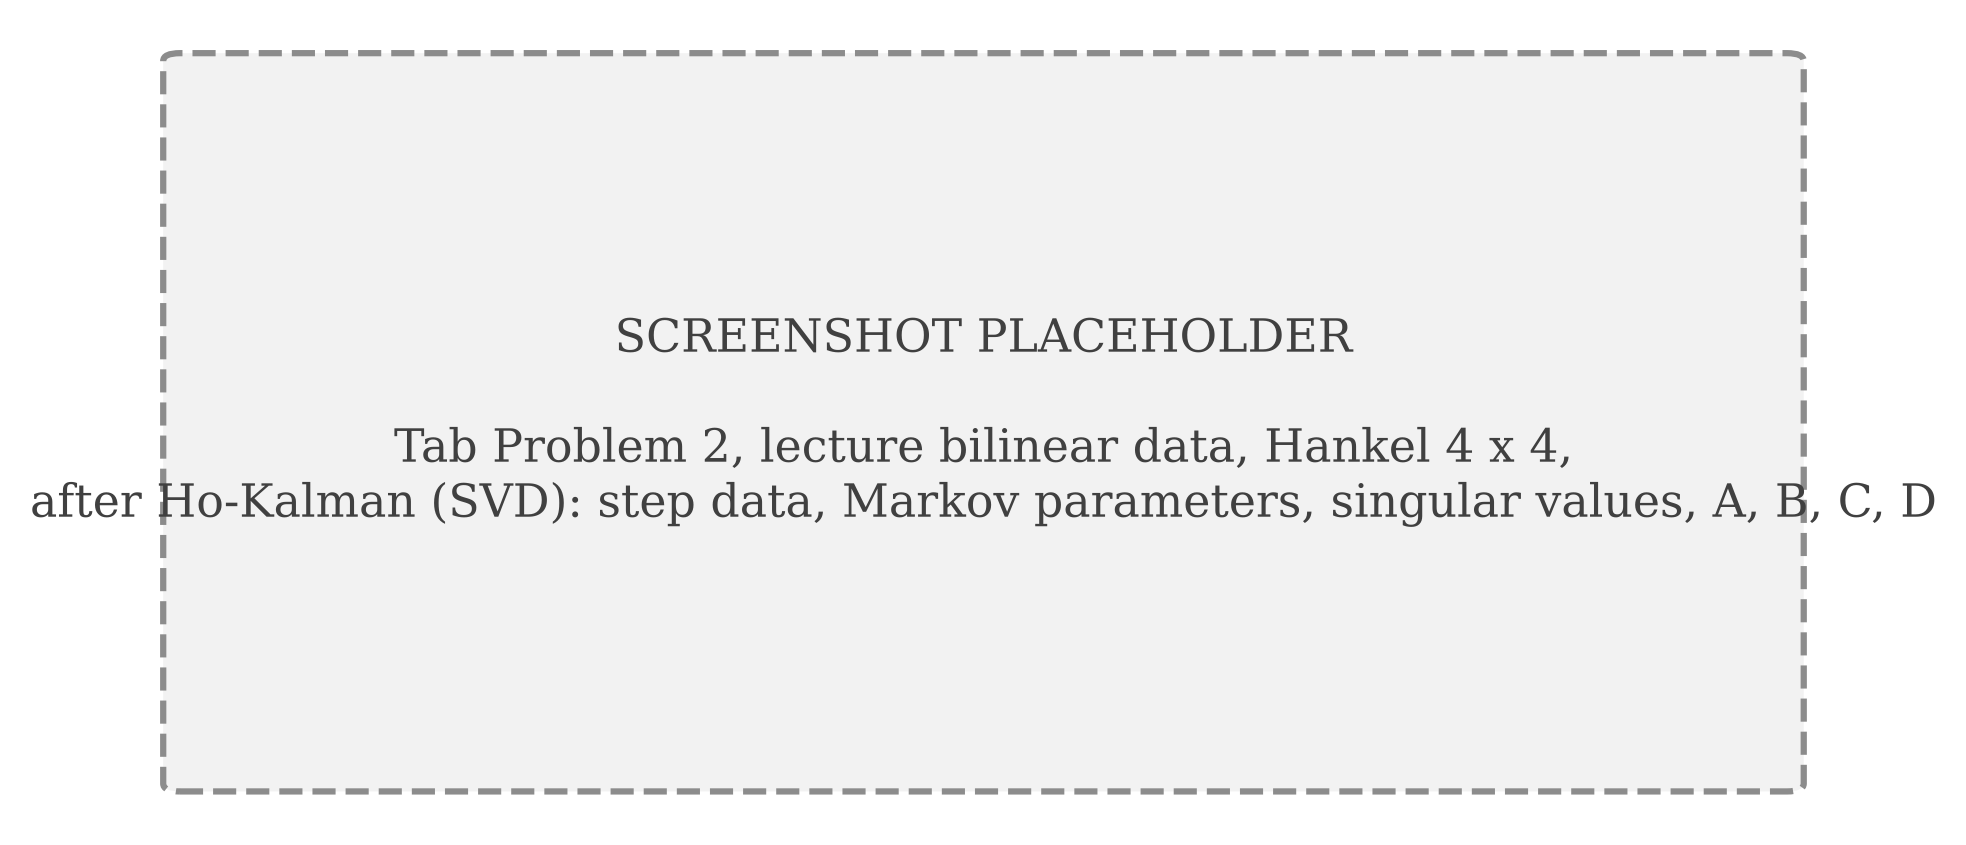 SCREENSHOT PLACEHOLDER
Tab Problem 2, lecture bilinear data, Hankel 4 x 4,
after Ho-Kalman (SVD): step data, Markov parameters, singular values, A, B, C, D